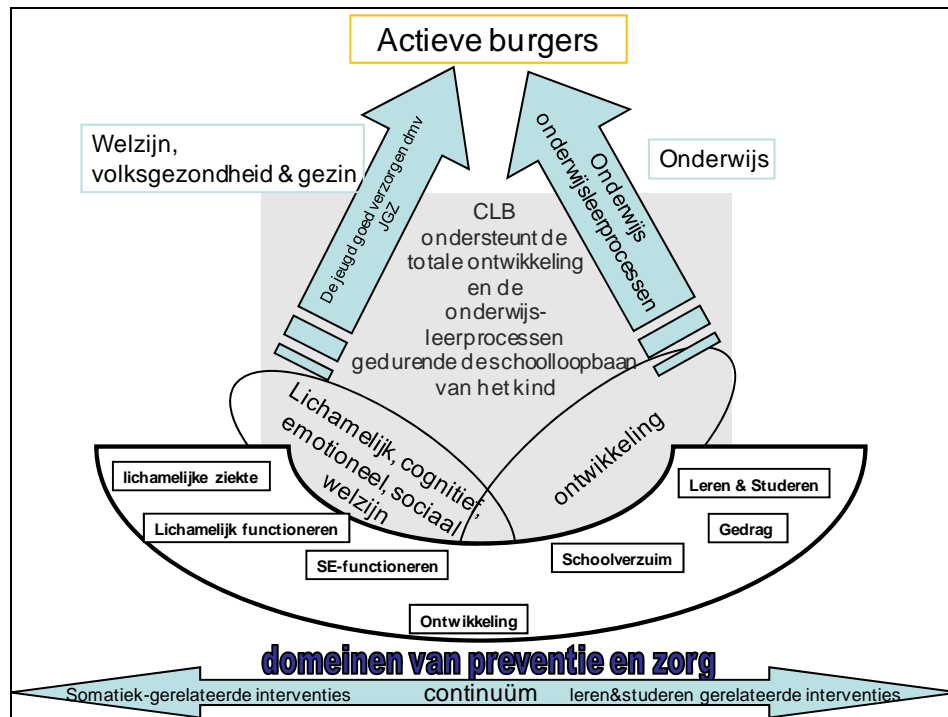 Actieve burgers
Welzijn,
volksgezondheid & gezin
Onderwijs
De jeugd goed verzorgen dmv
JGZ
Onderwijs
onderwijsleerprocessen
CLB
ondersteunt de
totale ontwikkeling
en de
onderwijs-
leerprocessen
gedurende de schoolloopbaan
van het kind
Lichamelijk, cognitief,
emotioneel, sociaal
welzijn
ontwikkeling
lichamelijke ziekte
Leren & Studeren
Lichamelijk functioneren
Gedrag
SE-functioneren
Schoolverzuim
Ontwikkeling
domeinen van preventie en zorg
Somatiek-gerelateerde interventies continuüm leren&studeren gerelateerde interventies